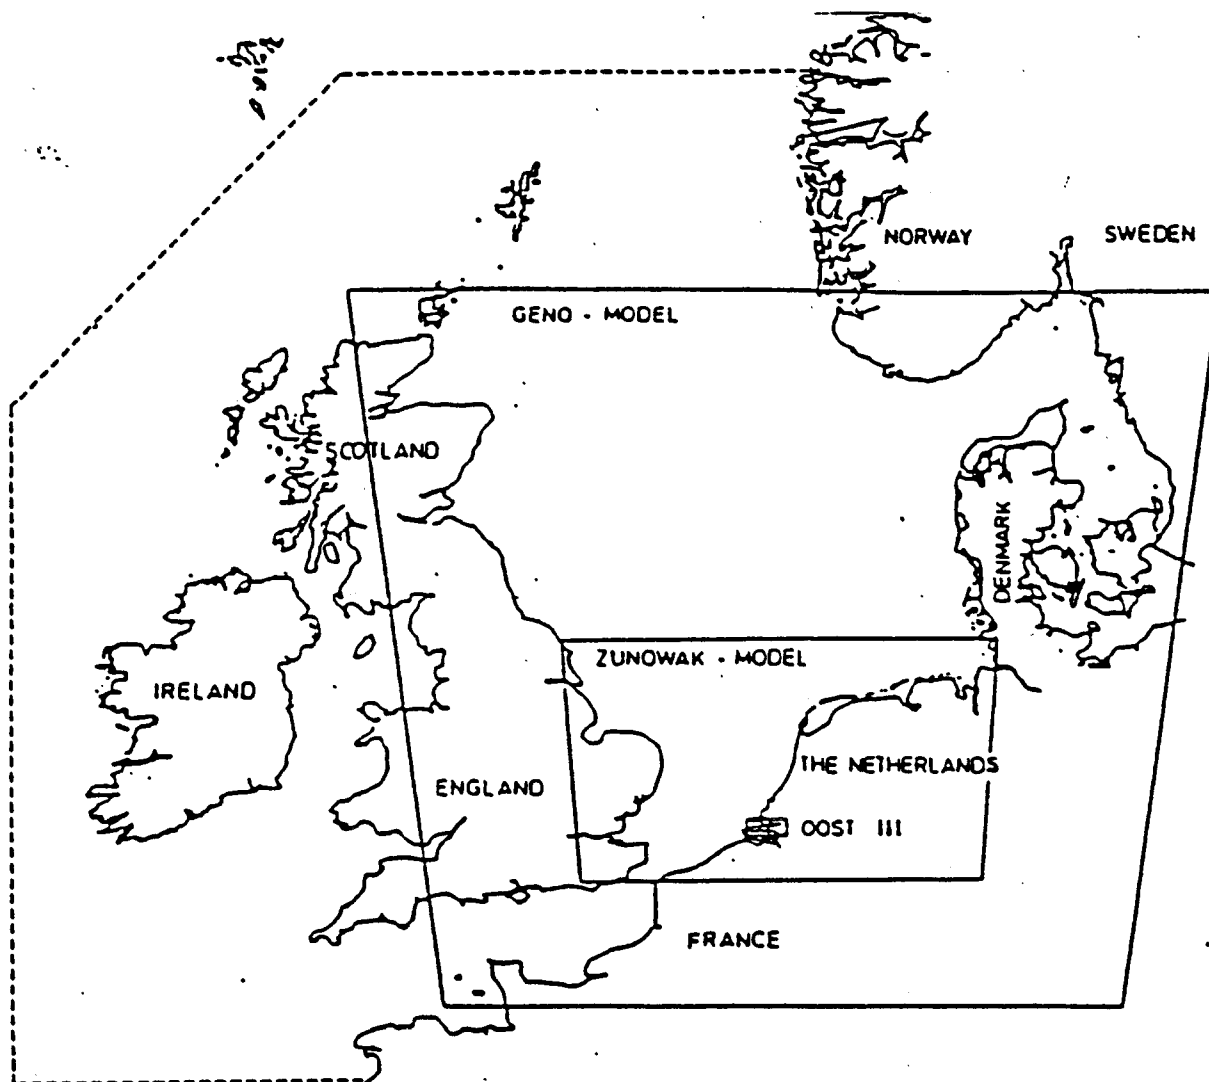 NORWAY
SWEDEN
GENO - MODEL
SCOTLAND
DENMARK
ZUNOWAK - MODEL
IRELAND
THE NETHERLANDS
ENGLAND
OOST III
FRANCE